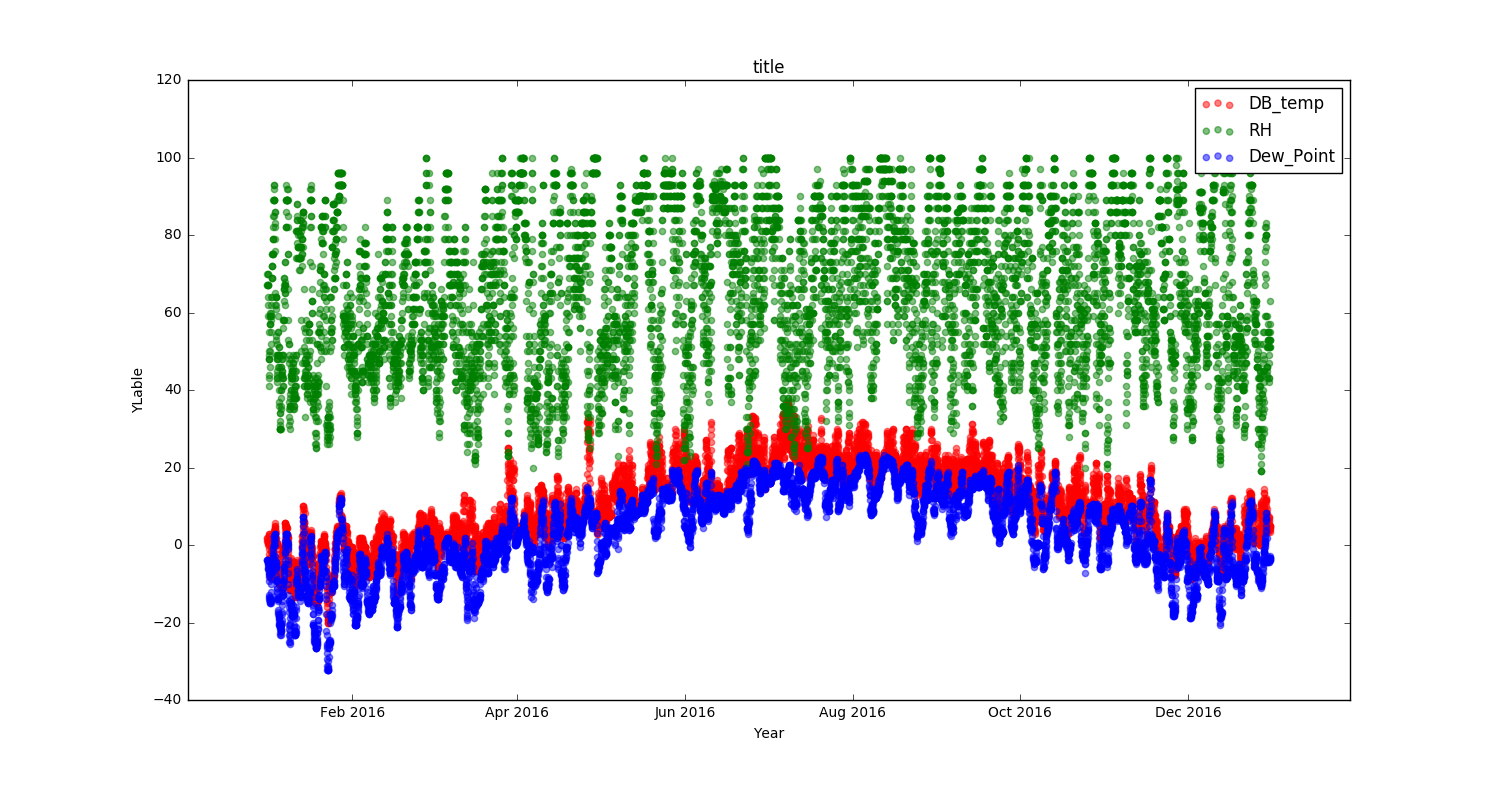 title
120
100
80
60
40
20
0
−20
−40
YLable
DB_temp
RH
Dew_Point
Feb 2016 Apr 2016 Jun 2016 Aug 2016 Oct 2016 Dec 2016
Year